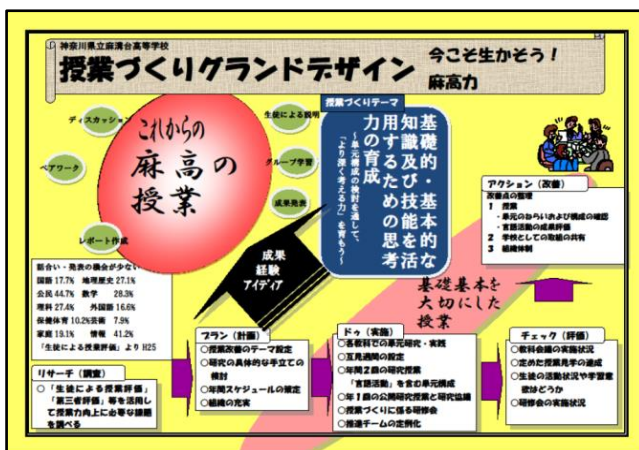 神奈川県立麻溝台高等学校
授業づくりグランドデザイン
今こそ生かそう！
麻高力
ディスカッション
ペアワーク
レポート作成
これからの
麻高の
授業
生徒による説明
グループ学習
成果発表
授業づくりテーマ
基礎的・基本的な
知識及び技能を活
用するための思考
力の育成
～単元構成の検討を通して、
「より深く考える力」を育もう～
アクション（改善）
改善点の整理
1 授業
・単元のねらいおよび構成の確認
・言語活動の成果評価
2 学校としての取組の共有
3 組織体制
成果
経験
アイディア
基礎基本を
大切にした
授業
話合い・発表の機会が少ない
国語 17.7% 地理歴史 27.1%
公民 44.7% 数学 28.3%
理科 27.4% 外国語 16.6%
保健体育 10.2% 芸術 7.9%
家庭 19.1% 情報 41.2%
「生徒による授業評価」より H25
リサーチ（調査）
○「生徒による授業評価」
「第三者評価」等を活用し
て授業力向上に必要な課題
を調べる
プラン（計画）
○授業改善のテーマ設定
○研究の具体的な手立ての
検討
○年間スケジュールの策定
○組織の充実
ドゥ（実施）
○各教科での単元研究・実践
○互見週間の設定
○年間2回の研究授業
「言語活動」を含む単元構成
○年1回の公開研究授業と研究協議
○授業づくりに係る研修会
○推進チームの定例化
チェック（評価）
○教科会議の実施状況
○定めた授業見学の達成
○生徒の活動状況や学習意
欲はどうか
○研修会の実施状況